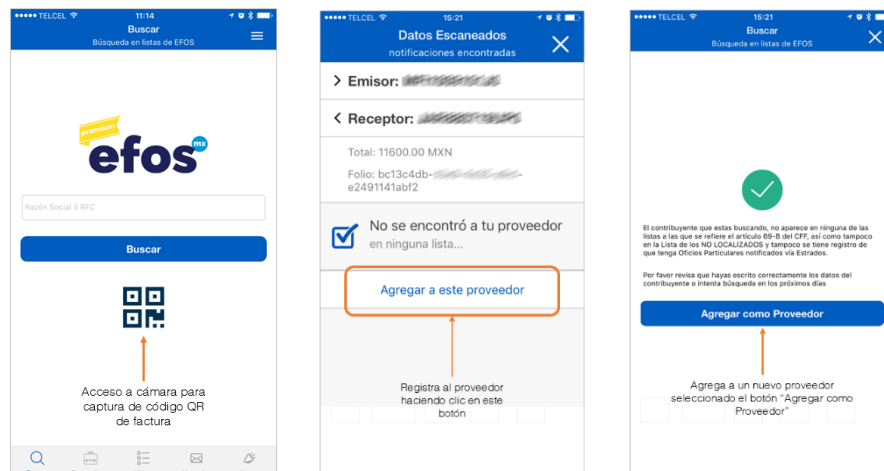 TELCEL 11:14
Buscar
Búsqueda en listas de EFOS
premium
efos mx
Razón Social ó RFC
Buscar
Acceso a cámara para
captura de código QR
de factura
TELCEL 15:21
Datos Escaneados
notificaciones encontradas
Emisor:
Receptor:
Total: 11600.00 MXN
Folio: bc13c4db-
e2491141abf2
No se encontró a tu proveedor
en ninguna lista...
Agregar a este proveedor
Registra al proveedor
haciendo clic en este
botón
TELCEL 15:21
Buscar
Búsqueda en listas de EFOS
El contribuyente que estas buscando, no aparece en ninguna de las
listas a las que se refiere el artículo 69-B del CFF, así como tampoco
en la Lista de los NO LOCALIZADOS y tampoco se tiene registro de
que tenga Oficios Particulares notificados vía Estrados.
Por favor revisa que hayas escrito correctamente los datos del
contribuyente o intenta búsqueda en los próximos días
Agregar como Proveedor
Agrega a un nuevo proveedor
seleccionado el botón "Agregar como
Proveedor"